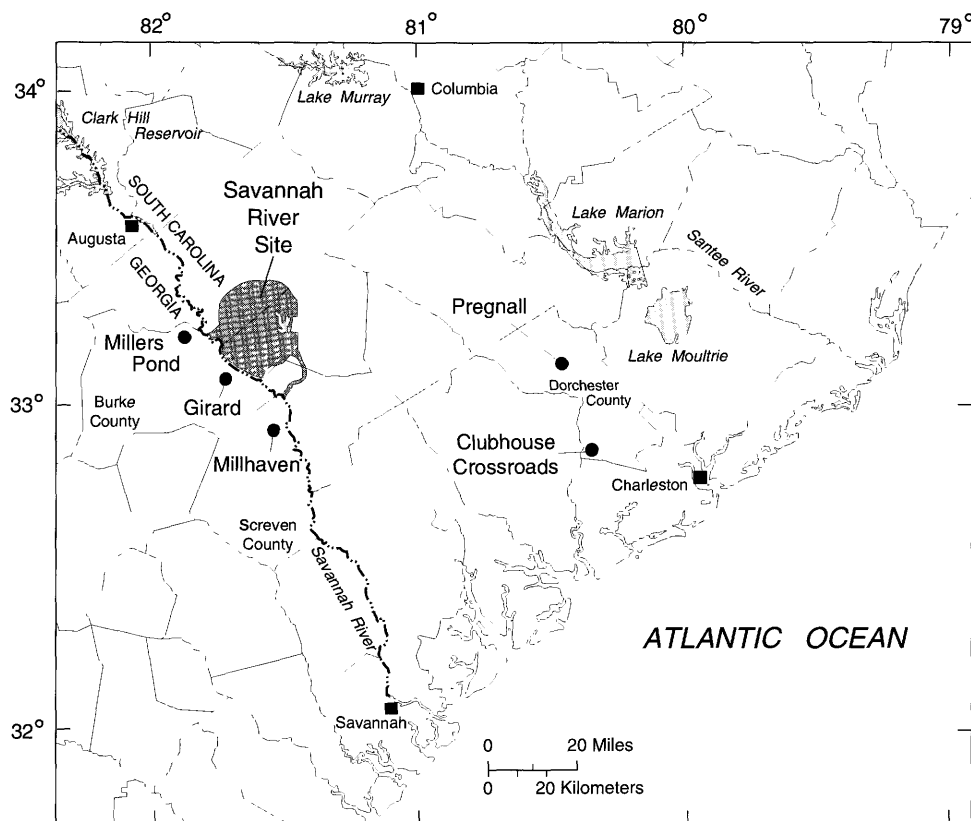 82° 81° 80° 79°
34°
33°
32°
Clark Hill
Reservoir
Lake Murray
Columbia
SOUTH CAROLINA
GEORGIA
Augusta
Savannah
River
Site
Lake Marion
Santee River
Pregnall
Lake Moultrie
Millers
Pond
Dorchester
County
Burke
County
Girard
Millhaven
Clubhouse
Crossroads
Charleston
Screven
County
Savannah River
ATLANTIC OCEAN
Savannah
0 20 Miles
0 20 Kilometers